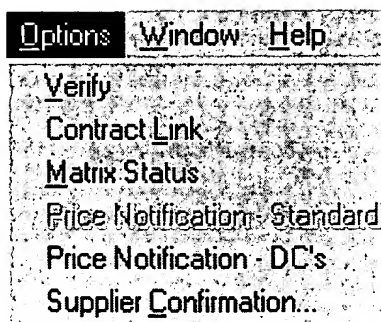 Options Window Help
Verify
Contract Link
Matrix Status
Price Notification - Standard
Price Notification - DC's
Supplier Confirmation...